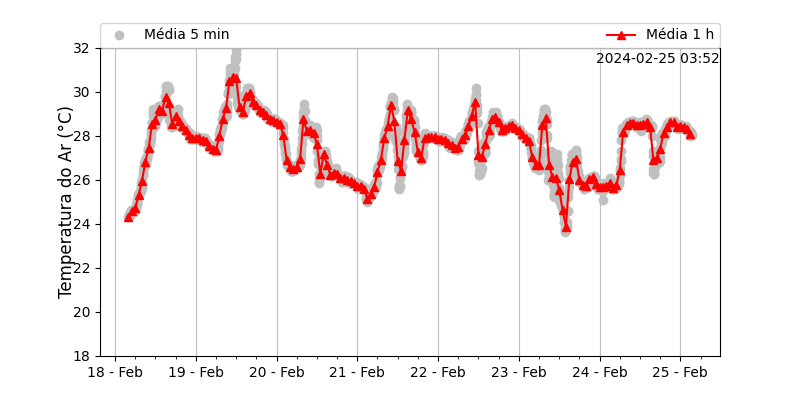 Média 5 min
Média 1 h
2024-02-25 03:52
Temperatura do Ar (°C)
32
30
28
26
24
22
20
18
18 - Feb
19 - Feb
20 - Feb
21 - Feb
22 - Feb
23 - Feb
24 - Feb
25 - Feb